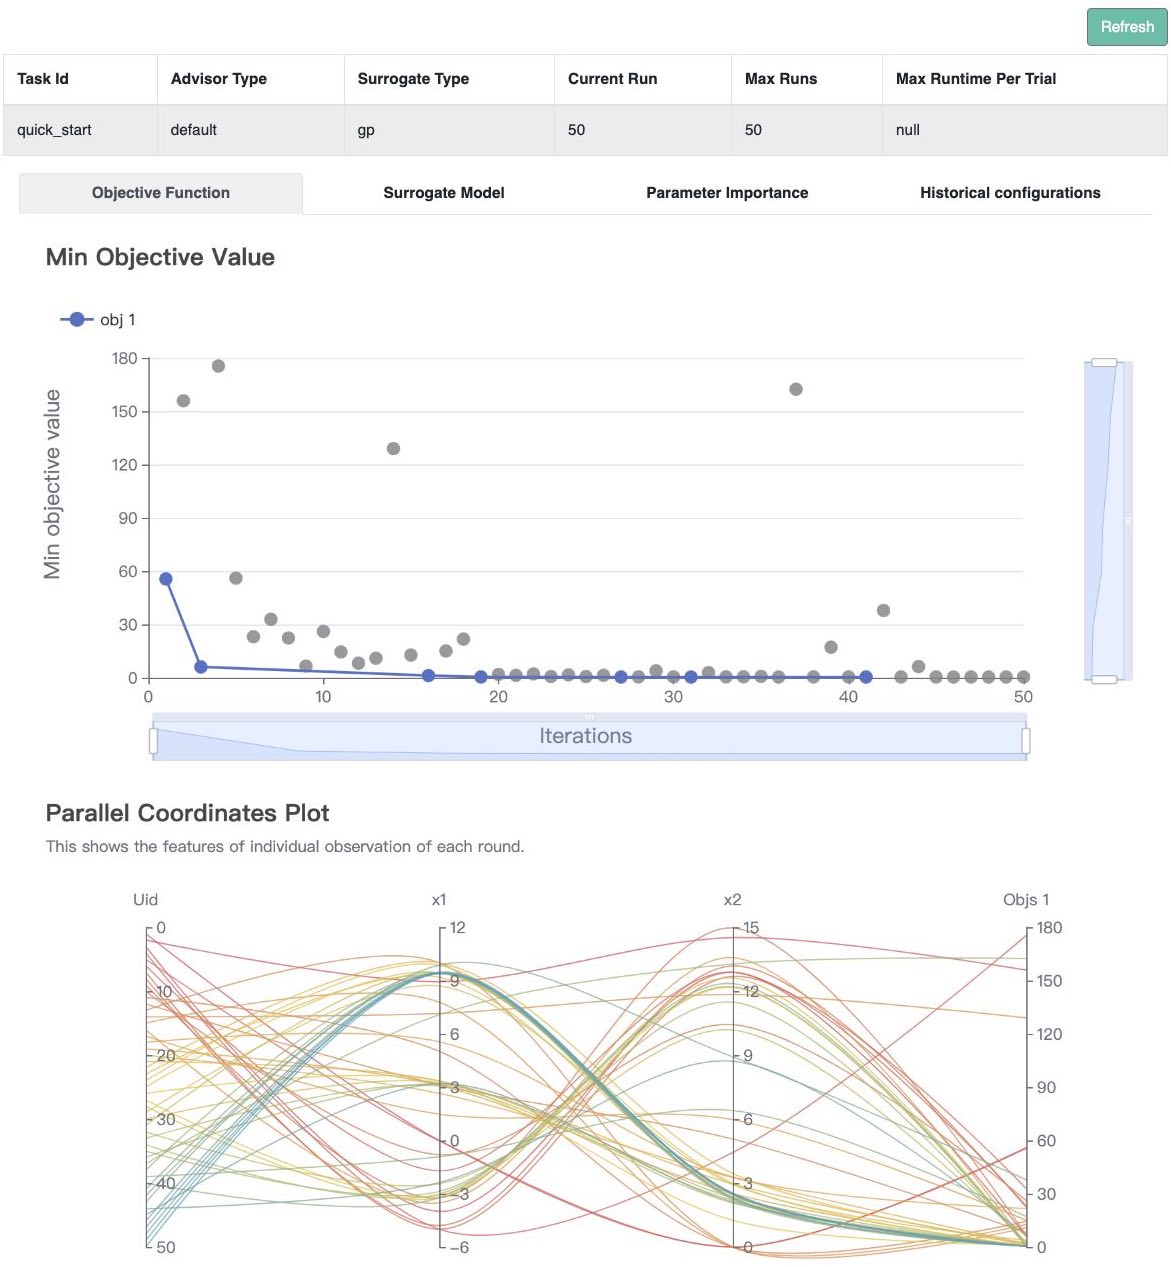 Refresh
Task Id Advisor Type Surrogate Type Current Run Max Runs Max Runtime Per Trial
quick_start default gp 50 50 null
Objective Function Surrogate Model Parameter Importance Historical configurations
Min Objective Value
obj 1
Min objective value
180
150
120
90
60
30
0
0 10 20 30 40 50
Iterations
Parallel Coordinates Plot
This shows the features of individual observation of each round.
Uid x1 x2 Objs 1
0 12 15 180
10 9 12 150
6 120
20 9
3 90
30 6
0 60
40 -3 3 30
50 -6 0 0